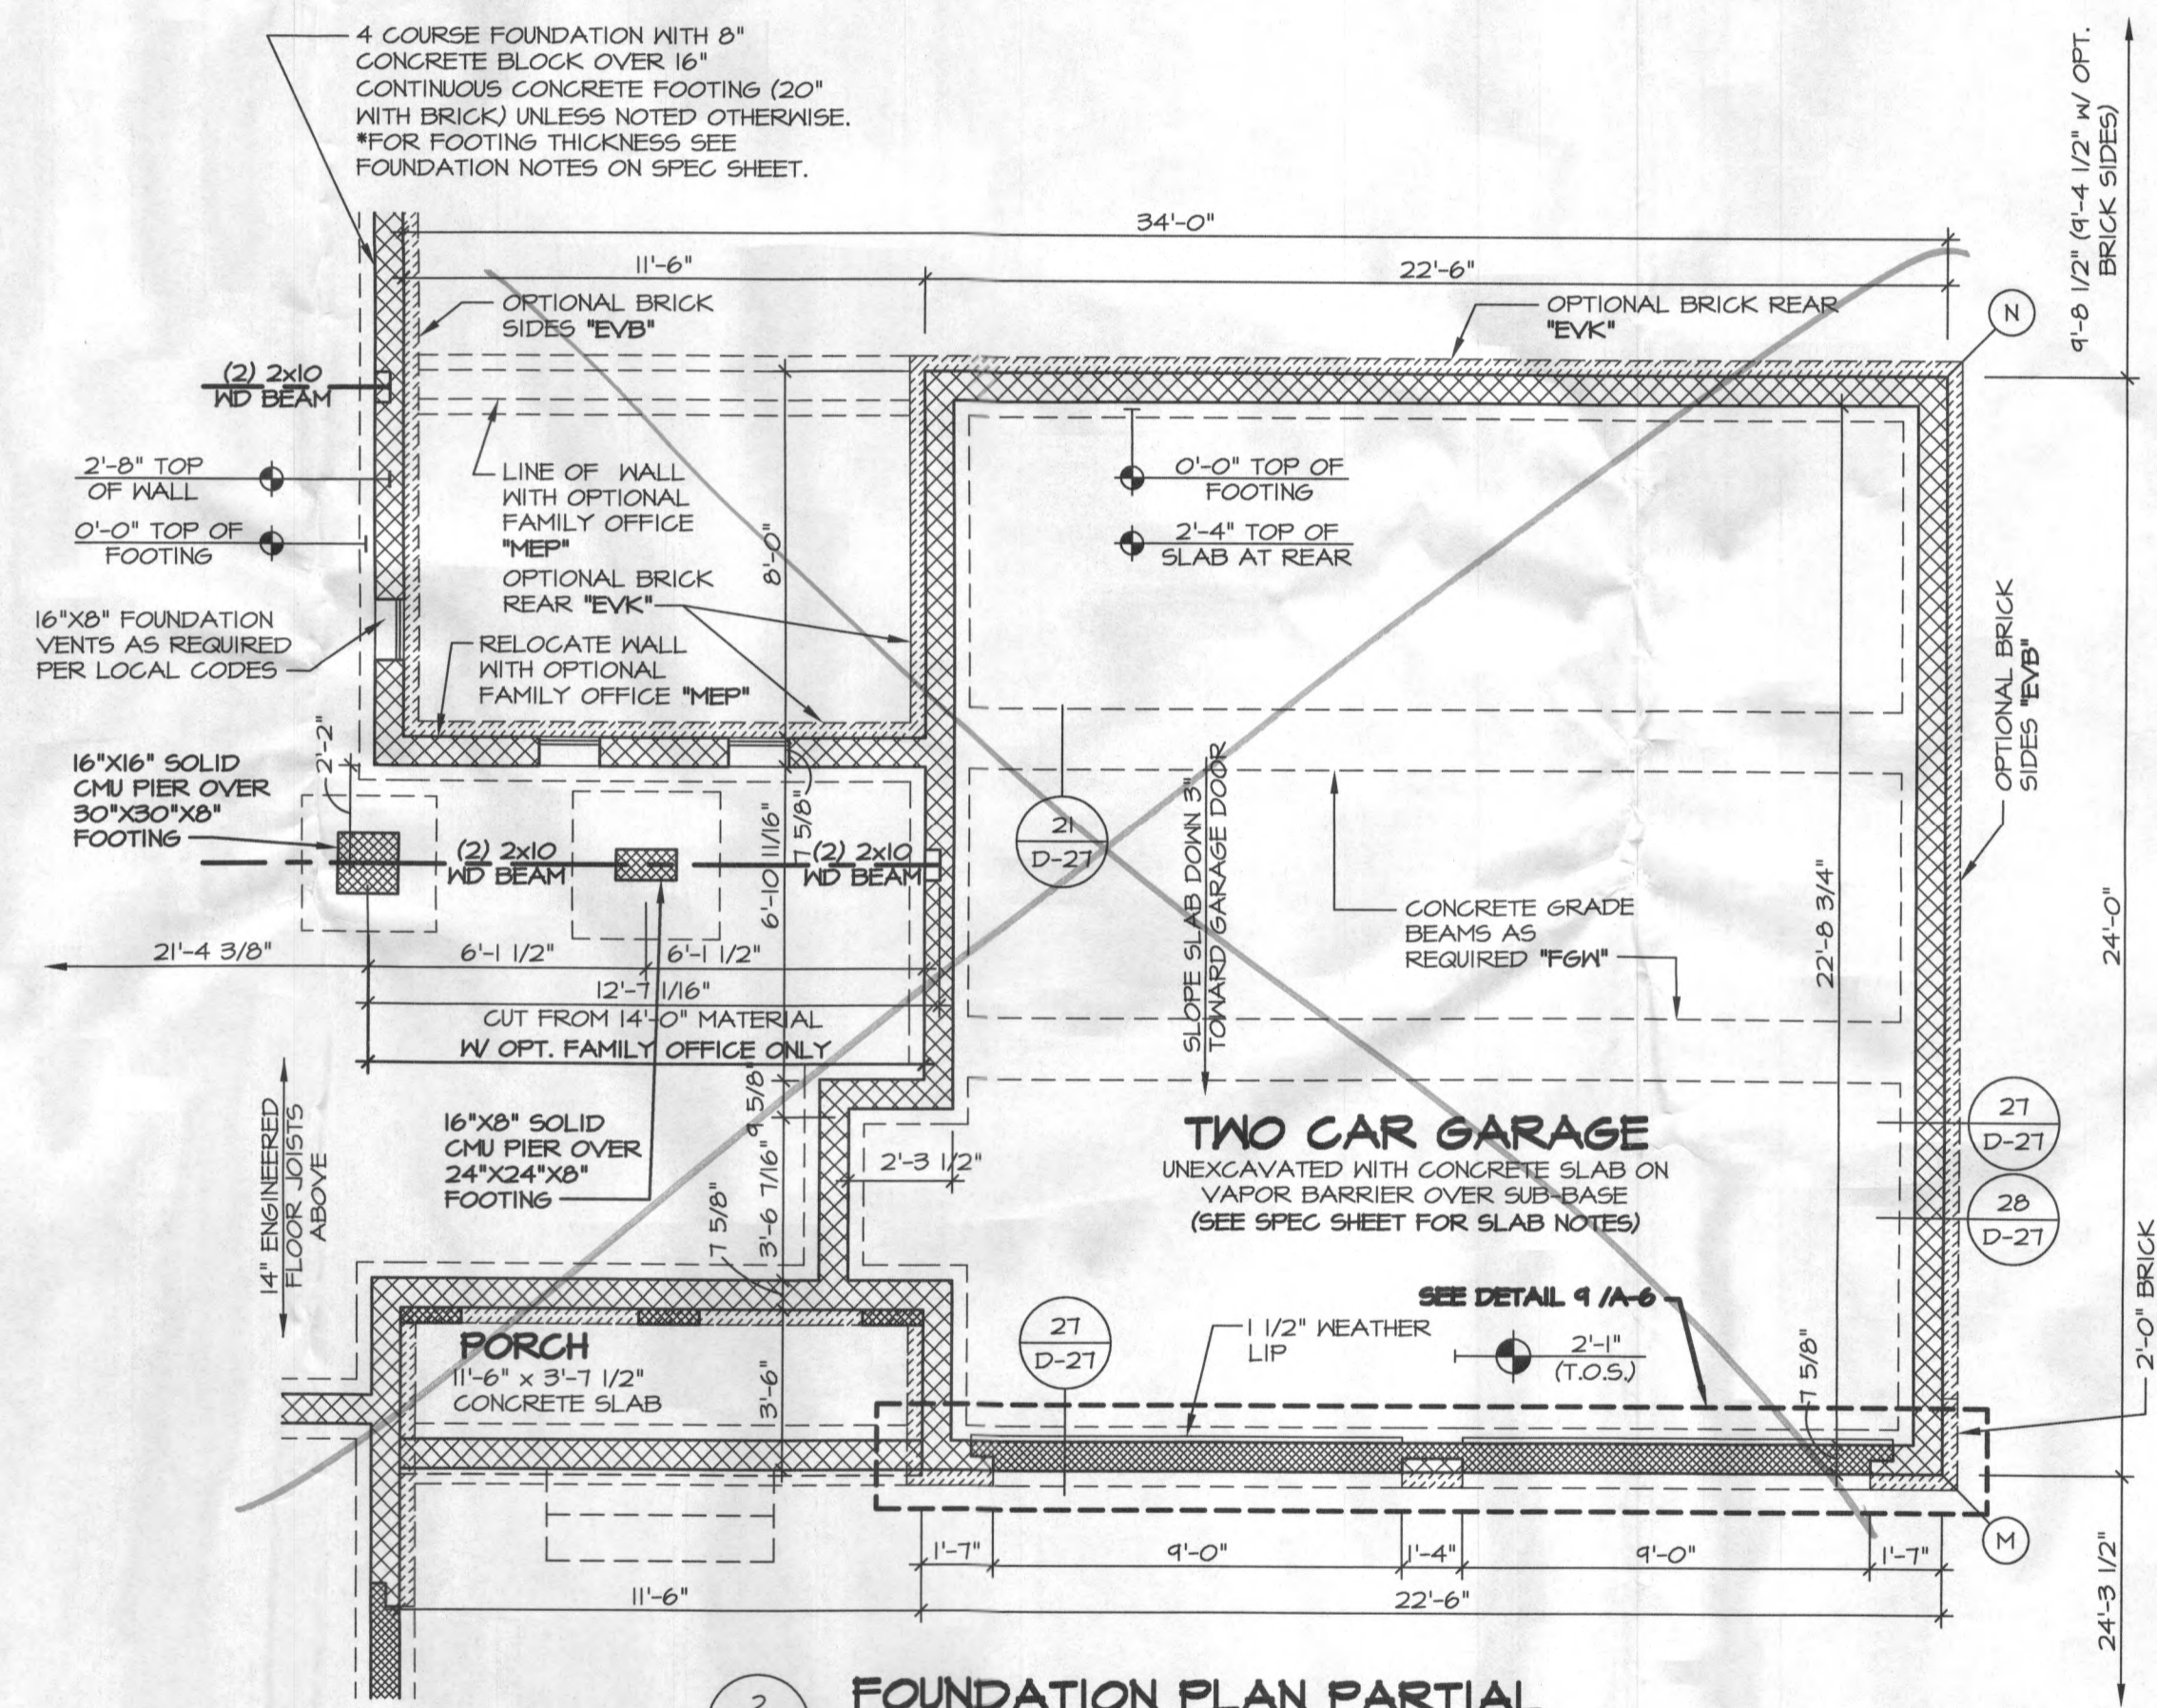 4 COURSE FOUNDATION WITH 8"
CONCRETE BLOCK OVER 16"
CONTINUOUS CONCRETE FOOTING (20"
WITH BRICK) UNLESS NOTED OTHERWISE.
*FOR FOOTING THICKNESS SEE
FOUNDATION NOTES ON SPEC SHEET.
34'-0"
11'-6"
22'-6"
9'-8 1/2" (9'-4 1/2" W/ OPT.
BRICK SIDES)
OPTIONAL BRICK
SIDES "EVB"
OPTIONAL BRICK REAR
"EVK"
N
(2) 2x10
WD BEAM
2'-8" TOP
OF WALL
0'-0" TOP OF
FOOTING
LINE OF WALL
WITH OPTIONAL
FAMILY OFFICE
"MEP"
OPTIONAL BRICK
REAR "EVK"
8'-0"
0'-0" TOP OF
FOOTING
2'-4" TOP OF
SLAB AT REAR
16"X8" FOUNDATION
VENTS AS REQUIRED
PER LOCAL CODES
RELOCATE WALL
WITH OPTIONAL
FAMILY OFFICE "MEP"
OPTIONAL BRICK
SIDES "EVB"
2'-2"
16"X16" SOLID
CMU PIER OVER
30"X30"X8"
FOOTING
(2) 2x10
WD BEAM
6'-10 11/16"
7 5/8"
(2) 2x10
WD BEAM
21
D-27
SLOPE SLAB DOWN 3"
TOWARD GARAGE DOOR
CONCRETE GRADE
BEAMS AS
REQUIRED "FGW"
22'-8 3/4"
24'-0"
21'-4 3/8"
6'-1 1/2"
6'-1 1/2"
12'-7 1/16"
CUT FROM 14'-0" MATERIAL
W/ OPT. FAMILY OFFICE ONLY
14" ENGINEERED
FLOOR JOISTS
ABOVE
16"X8" SOLID
CMU PIER OVER
24"X24"X8"
FOOTING
9 5/8"
3'-6 7/16"
7 5/8"
2'-3 1/2"
TWO CAR GARAGE
UNEXCAVATED WITH CONCRETE SLAB ON
VAPOR BARRIER OVER SUB-BASE
(SEE SPEC SHEET FOR SLAB NOTES)
27
D-27
28
D-27
2'-0" BRICK
SEE DETAIL 9 /A-6
27
D-27
1 1/2" WEATHER
LIP
2'-1"
(T.O.S.)
7 5/8"
PORCH
11'-6" x 3'-7 1/2"
CONCRETE SLAB
3'-6"
1'-7"
9'-0"
1'-4"
9'-0"
1'-7"
M
11'-6"
22'-6"
24'-3 1/2"
2
FOUNDATION PLAN PARTIAL